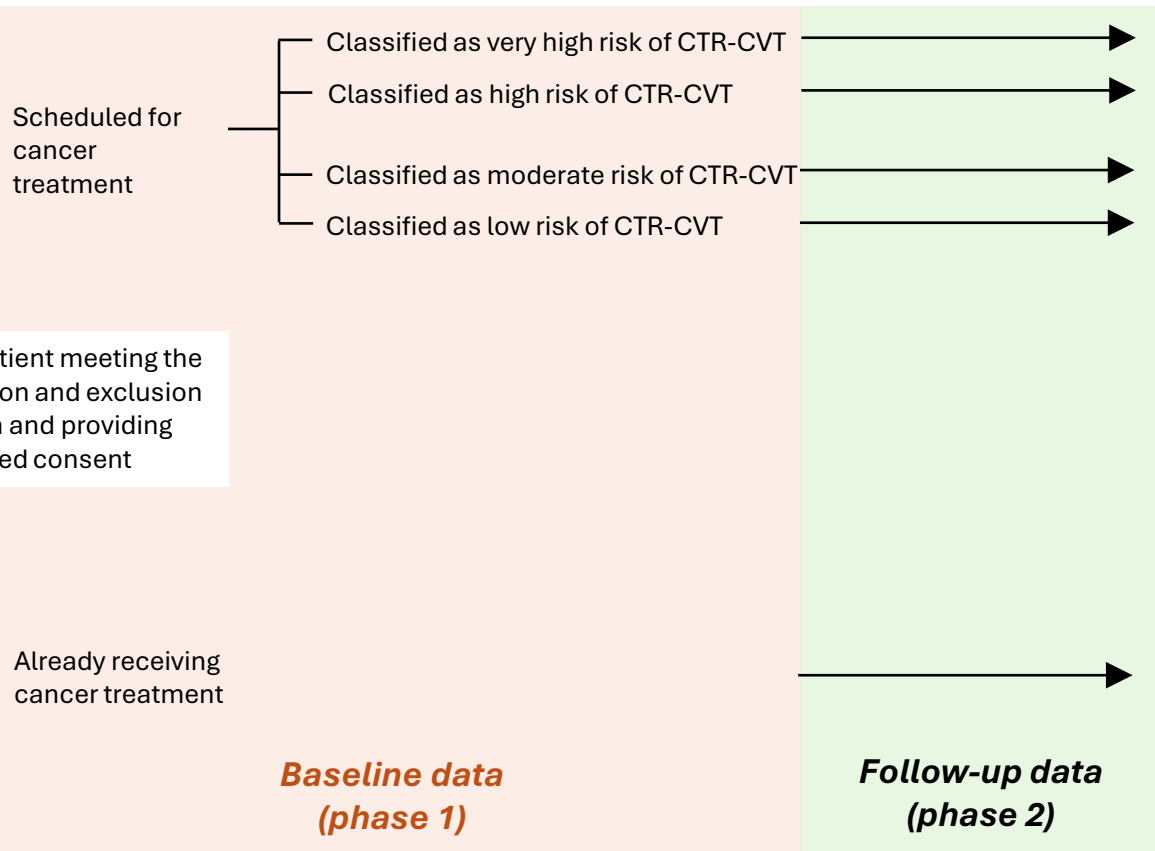 Classified as very high risk of CTR-CVT
Classified as high risk of CTR-CVT
Scheduled for
cancer
treatment
Classified as moderate risk of CTR-CVT
Classified as low risk of CTR-CVT
tient meeting the
on and exclusion
and providing
ed consent
Already receiving
cancer treatment
Baseline data
(phase 1)
Follow-up data
(phase 2)